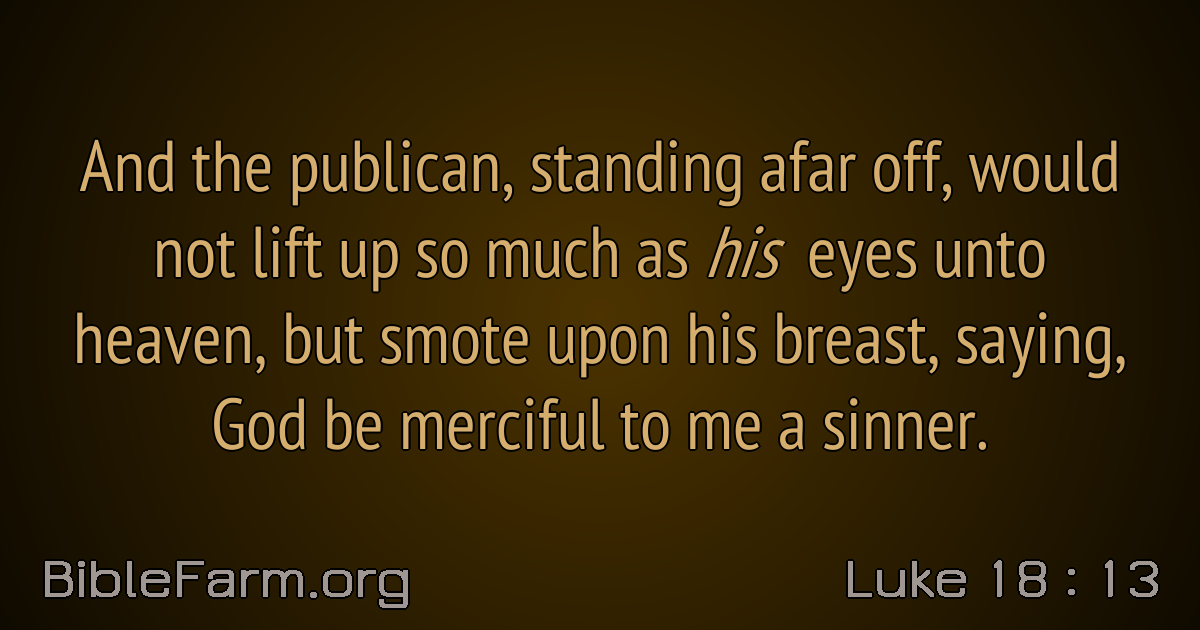 And the publican, standing afar off, would
not lift up so much as his eyes unto
heaven, but smote upon his breast, saying,
God be merciful to me a sinner.
BibleFarm.org
Luke 18 : 13